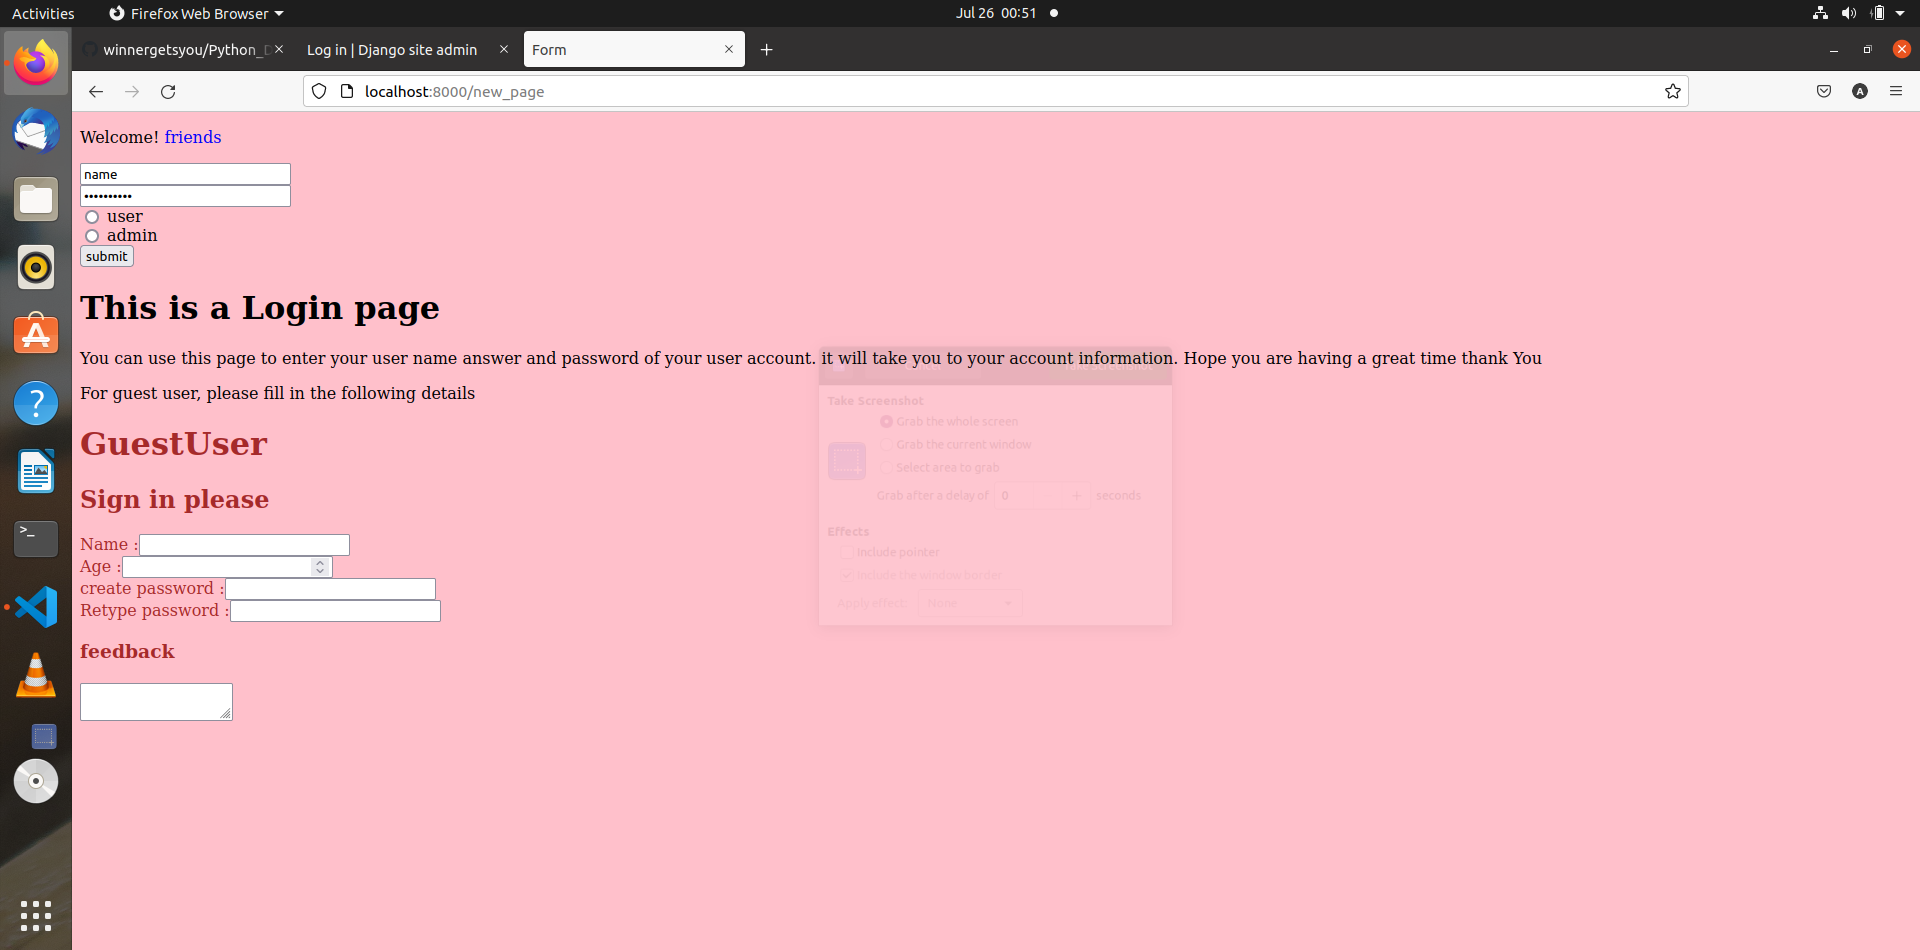 Activities Firefox Web Browser Jul 26 00:51
winnergetsyou/Python_D Log in | Django site admin Form
localhost:8000/new_page
Welcome! friends
name
••••••••••
user
admin
submit
This is a Login page
You can use this page to enter your user name answer and password of your user account. it will take you to your account information. Hope you are having a great time thank You
Take Screenshot
For guest user, please fill in the following details
Take Screenshot
Grab the whole screen
Grab the current window
Select area to grab
Grab after a delay of 0 + seconds
Effects
Include pointer
Include the window border
Apply effect: None
GuestUser
Sign in please
Name :
Age :
create password :
Retype password :
feedback